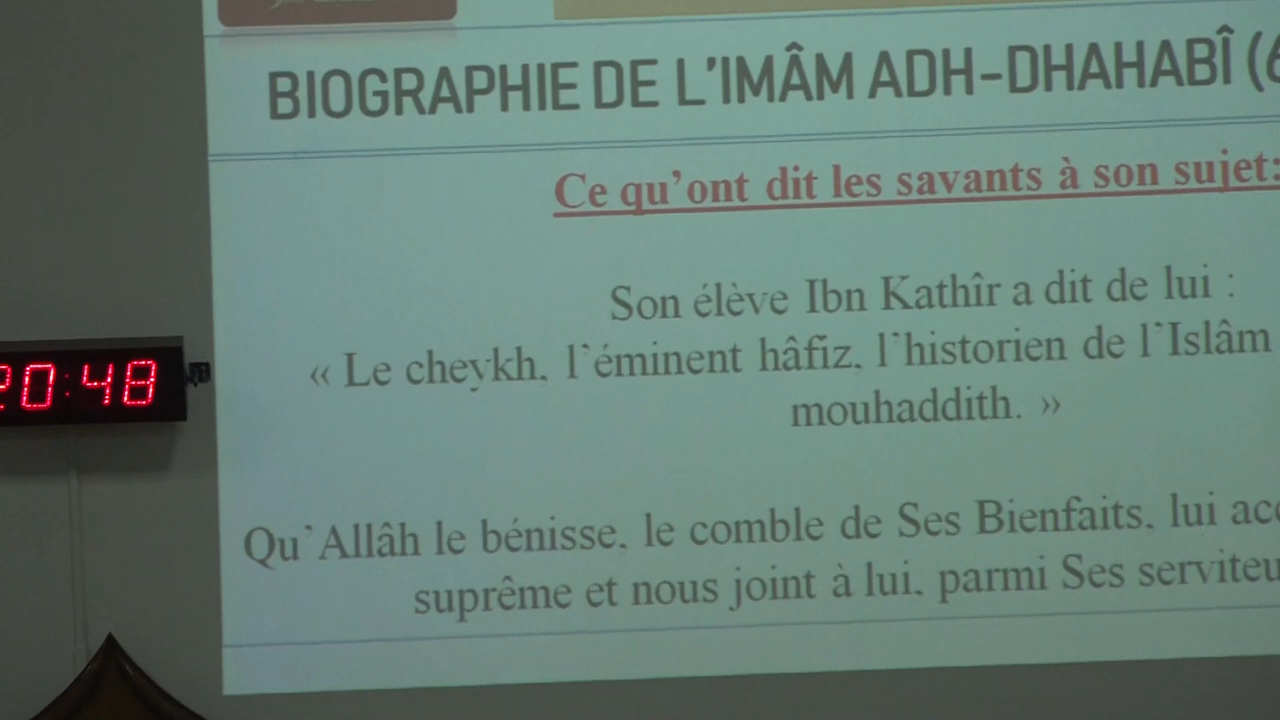 BIOGRAPHIE DE L'IMÂM ADH-DHAHABÎ (6
Ce qu'ont dit les savants à son sujet:
Son élève Ibn Kathîr a dit de lui :
« Le cheykh, l'éminent hâfiz, l'historien de l'Islâm
mouhaddith. »
20:48
Qu'Allâh le bénisse, le comble de Ses Bienfaits, lui
suprême et nous joint à lui, parmi Ses